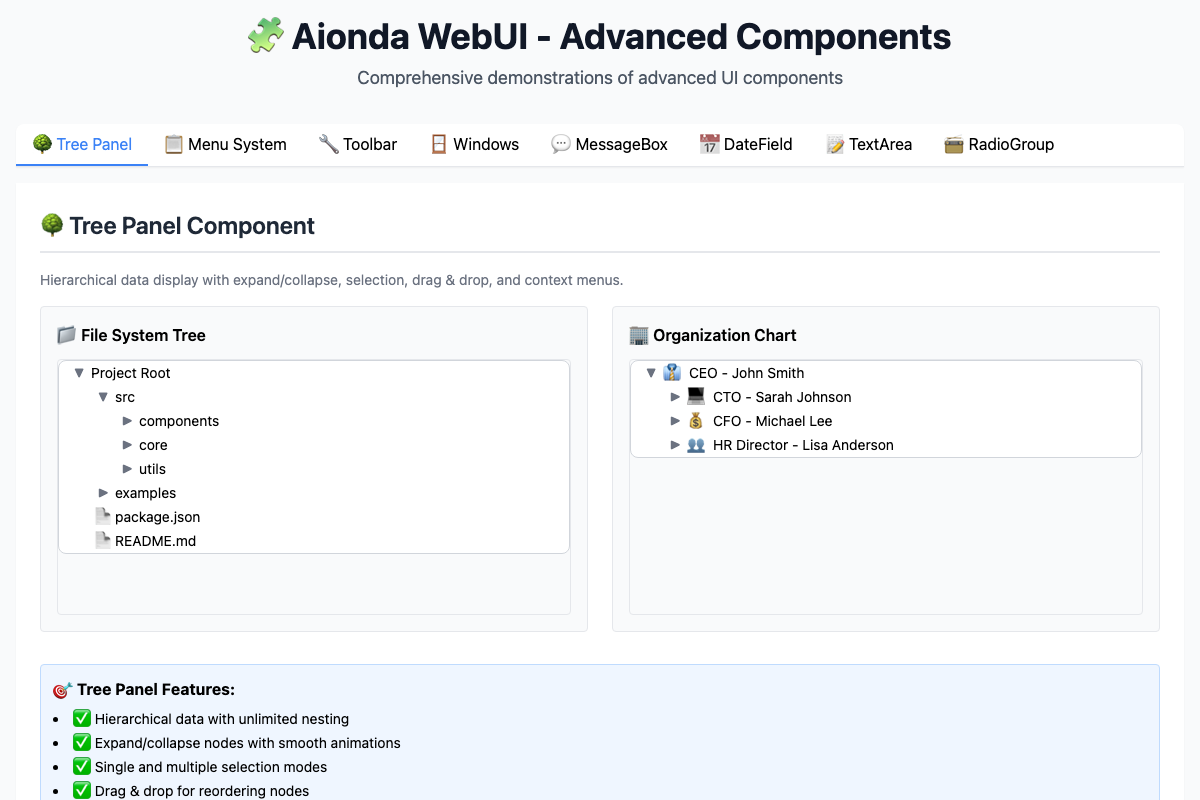 🧩 Aionda WebUI - Advanced Components
Comprehensive demonstrations of advanced UI components
🌳 Tree Panel
📋 Menu System
🔧 Toolbar
🪟 Windows
💬 MessageBox
📅 DateField
📝 TextArea
📻 RadioGroup
🌳 Tree Panel Component
Hierarchical data display with expand/collapse, selection, drag & drop, and context menus.
📁 File System Tree
▼ Project Root
▼ src
▶ components
▶ core
▶ utils
▶ examples
📄 package.json
📄 README.md
🏢 Organization Chart
▼ 👔 CEO - John Smith
▶ 💻 CTO - Sarah Johnson
▶ 💰 CFO - Michael Lee
▶ 👥 HR Director - Lisa Anderson
🎯 Tree Panel Features:
• ✅ Hierarchical data with unlimited nesting
• ✅ Expand/collapse nodes with smooth animations
• ✅ Single and multiple selection modes
• ✅ Drag & drop for reordering nodes